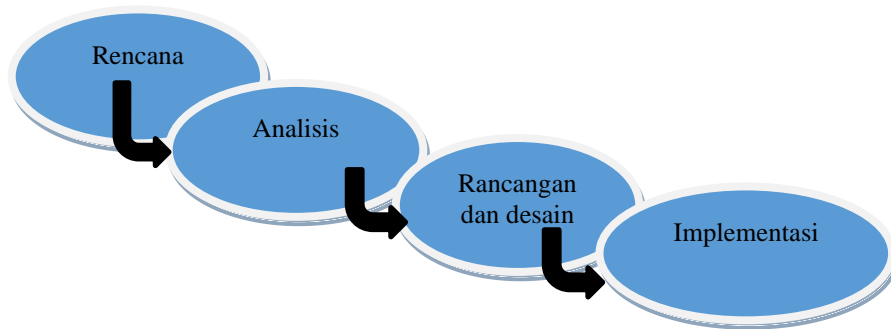 Rencana
Analisis
Rancangan
dan desain
Implementasi